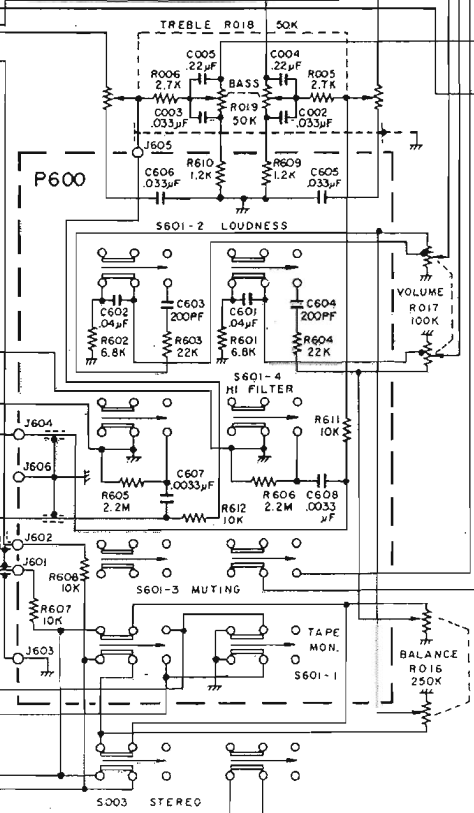 TREBLE R018 50K
C005
.22µF
C004
.22µF
R006
2.7K
BASS
R005
2.7K
R019
50K
C003
.033µF
C002
.033µF
J605
P600
R610
1.2K
R609
1.2K
C606
.033µF
C605
.033µF
S601-2 LOUDNESS
VOLUME
R017
100K
C602
.04µF
C603
200PF
C601
.04µF
C604
200PF
R602
6.8K
R603
22K
R601
6.8K
R604
22K
S601-4
HI FILTER
R611
10K
J604
J606
C607
.0033µF
R605
2.2M
R612
10K
R606
2.2M
C608
.0033
µF
J602
J601
R608
10K
S601-3 MUTING
R607
10K
TAPE
MON.
J603
S601-1
BALANCE
R016
250K
S003 STEREO